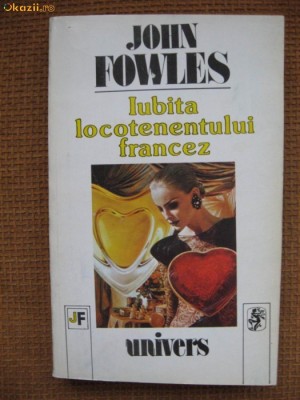 Okazii.ro
JOHN
FOWLES
Iubita
locotenentului
francez
JF
univers